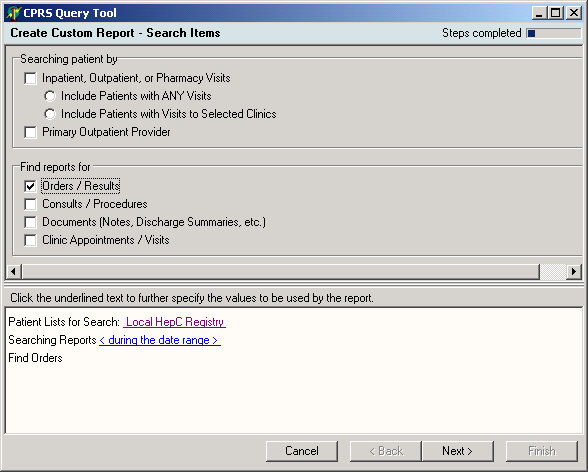 CPRS Query Tool
Create Custom Report - Search Items
Steps completed
Searching patient by
Inpatient, Outpatient, or Pharmacy Visits
Include Patients with ANY Visits
Include Patients with Visits to Selected Clinics
Primary Outpatient Provider
Find reports for
Orders / Results
Consults / Procedures
Documents (Notes, Discharge Summaries, etc.)
Clinic Appointments / Visits
Click the underlined text to further specify the values to be used by the report.
Patient Lists for Search: Local HepC Registry
Searching Reports < during the date range >
Find Orders
Cancel < Back Next > Finish